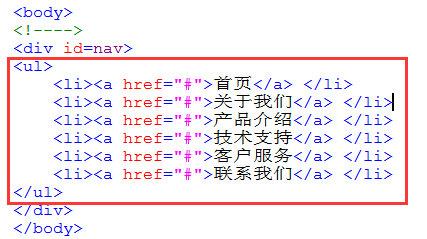 <body>
<!---->
<div id=nav>
<ul>
    <li><a href="#">首页</a> </li>
    <li><a href="#">关于我们</a> </li>
    <li><a href="#">产品介绍</a> </li>
    <li><a href="#">技术支持</a> </li>
    <li><a href="#">客户服务</a> </li>
    <li><a href="#">联系我们</a> </li>
</ul>
</div>
</body>